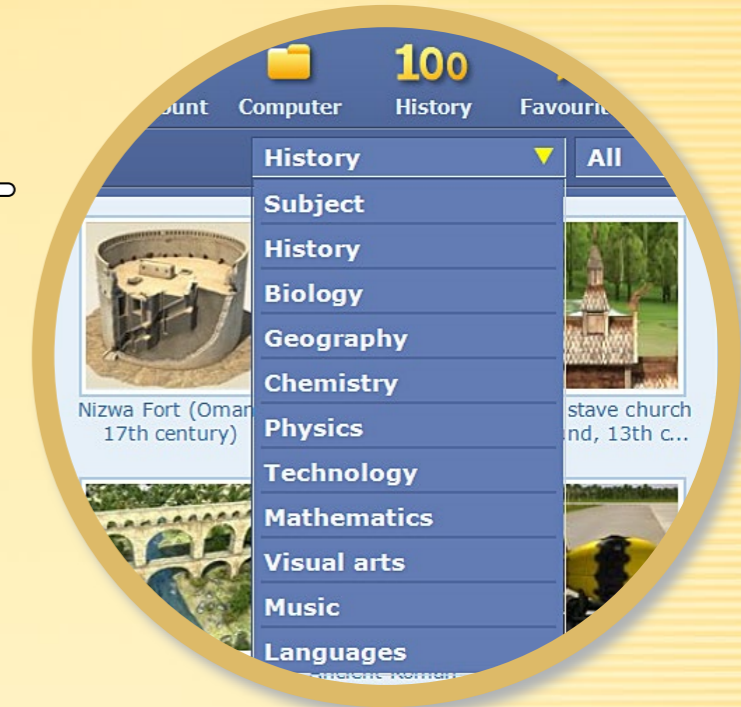 100
Computer
History
History
All
Subject
History
Biology
Geography
Chemistry
Physics
Technology
Mathematics
Visual arts
Music
Languages
Nizwa Fort (Oman
17th century)
stave church
13th c...